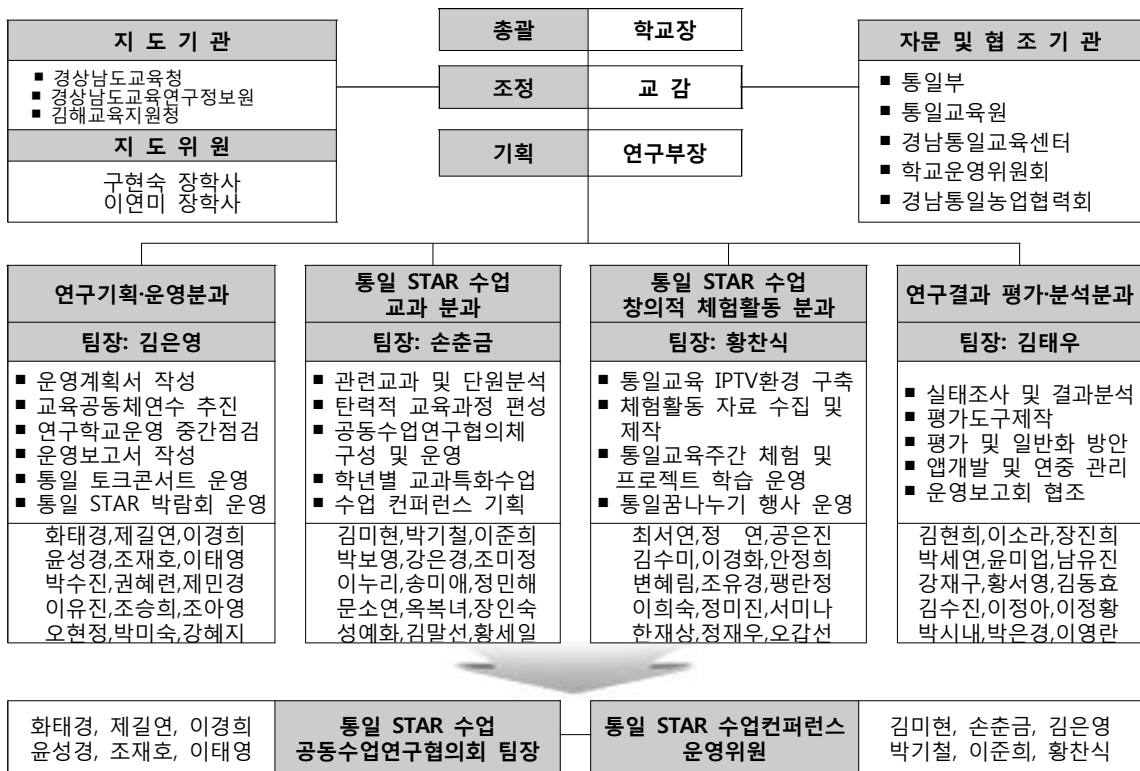 총괄 학교장
조정 교 감
기획 연구부장
지 도 기 관
■ 경상남도교육청
■ 경상남도교육연구정보원
■ 김해교육지원청
지 도 위 원
구현숙 장학사
이연미 장학사
자문 및 협조 기관
■ 통일부
■ 통일교육원
■ 경남통일교육센터
■ 학교운영위원회
■ 경남통일농업협력회
연구기획·운영분과
팀장: 김은영
■ 운영계획서 작성
■ 교육공동체연수 추진
■ 연구학교운영 중간점검
■ 운영보고서 작성
■ 통일 토크콘서트 운영
■ 통일 STAR 박람회 운영
화태경,제길연,이경희
윤성경,조재호,이태영
박수진,권혜련,제민경
이유진,조승희,조아영
오현정,박미숙,강혜지
통일 STAR 수업
교과 분과
팀장: 손춘금
■ 관련교과 및 단원분석
■ 탄력적 교육과정 편성
■ 공동수업연구협의체
구성 및 운영
■ 학년별 교과특화수업
■ 수업 컨퍼런스 기획
김미현,박기철,이준희
박보영,강은경,조미정
이누리,송미애,정민해
문소연,옥복녀,장인숙
성예화,김말선,황세일
통일 STAR 수업
창의적 체험활동 분과
팀장: 황찬식
■ 통일교육 IPTV환경 구축
■ 체험활동 자료 수집 및
제작
■ 통일교육주간 체험 및
프로젝트 학습 운영
■ 통일꿈나누기 행사 운영
최서연,정 연,공은진
김수미,이경화,안정희
변혜림,조유경,팽란정
이희숙,정미진,서미나
한재상,정재우,오갑선
연구결과 평가·분석분과
팀장: 김태우
■ 실태조사 및 결과분석
■ 평가도구제작
■ 평가 및 일반화 방안
■ 앱개발 및 연중 관리
■ 운영보고회 협조
김현희,이소라,장진희
박세연,윤미업,남유진
강재구,황서영,김동효
김수진,이정아,이정황
박시내,박은경,이영란
화태경, 제길연, 이경희
윤성경, 조재호, 이태영
통일 STAR 수업
공동수업연구협의회 팀장
통일 STAR 수업컨퍼런스
운영위원
김미현, 손춘금, 김은영
박기철, 이준희, 황찬식